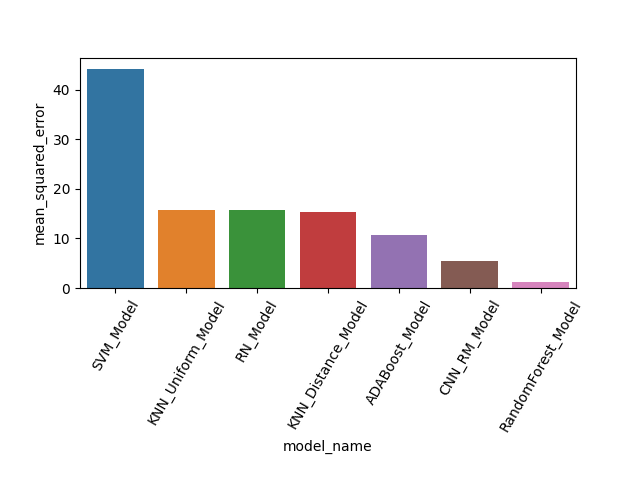 mean_squared_error
40
30
20
10
0
SVM_Model
KNN_Uniform_Model
RN_Model
KNN_Distance_Model
ADABoost_Model
CNN_RM_Model
RandomForest_Model
model_name